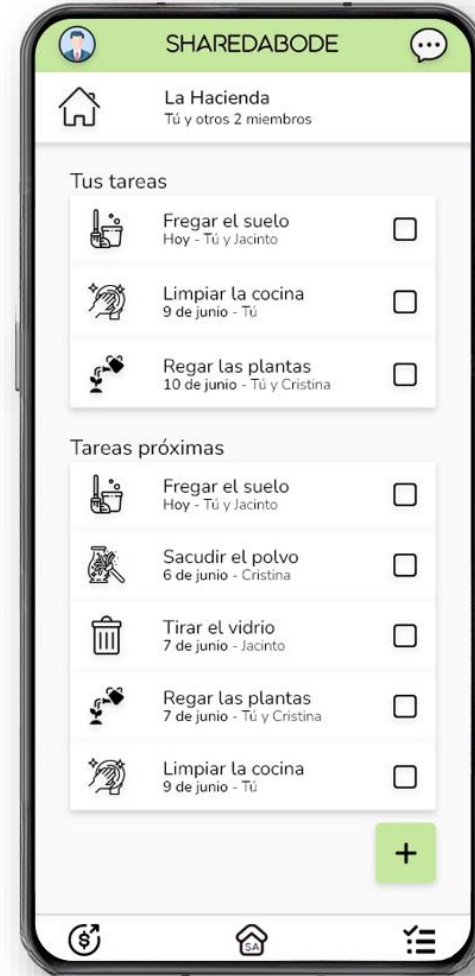 SHAREDABODE
La Hacienda
Tú y otros 2 miembros
Tus tareas
Fregar el suelo
Hoy - Tú y Jacinto
Limpiar la cocina
9 de junio - Tú
Regar las plantas
10 de junio - Tú y Cristina
Tareas próximas
Fregar el suelo
Hoy - Tú y Jacinto
Sacudir el polvo
6 de junio - Cristina
Tirar el vidrio
7 de junio - Jacinto
Regar las plantas
7 de junio - Tú y Cristina
Limpiar la cocina
9 de junio - Tú
+
$
SA